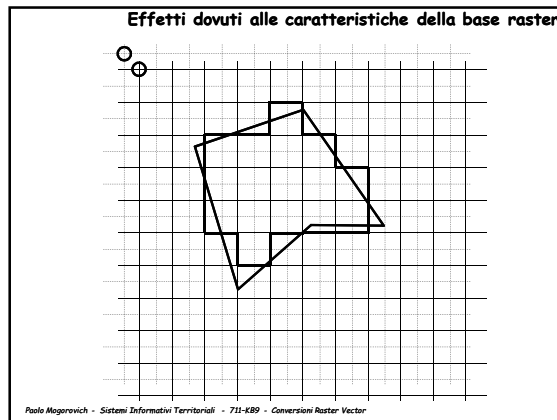 Effetti dovuti alle caratteristiche della base raster
Paolo Mogorovich - Sistemi Informativi Territoriali - 711-KB9 - Conversioni Raster Vector